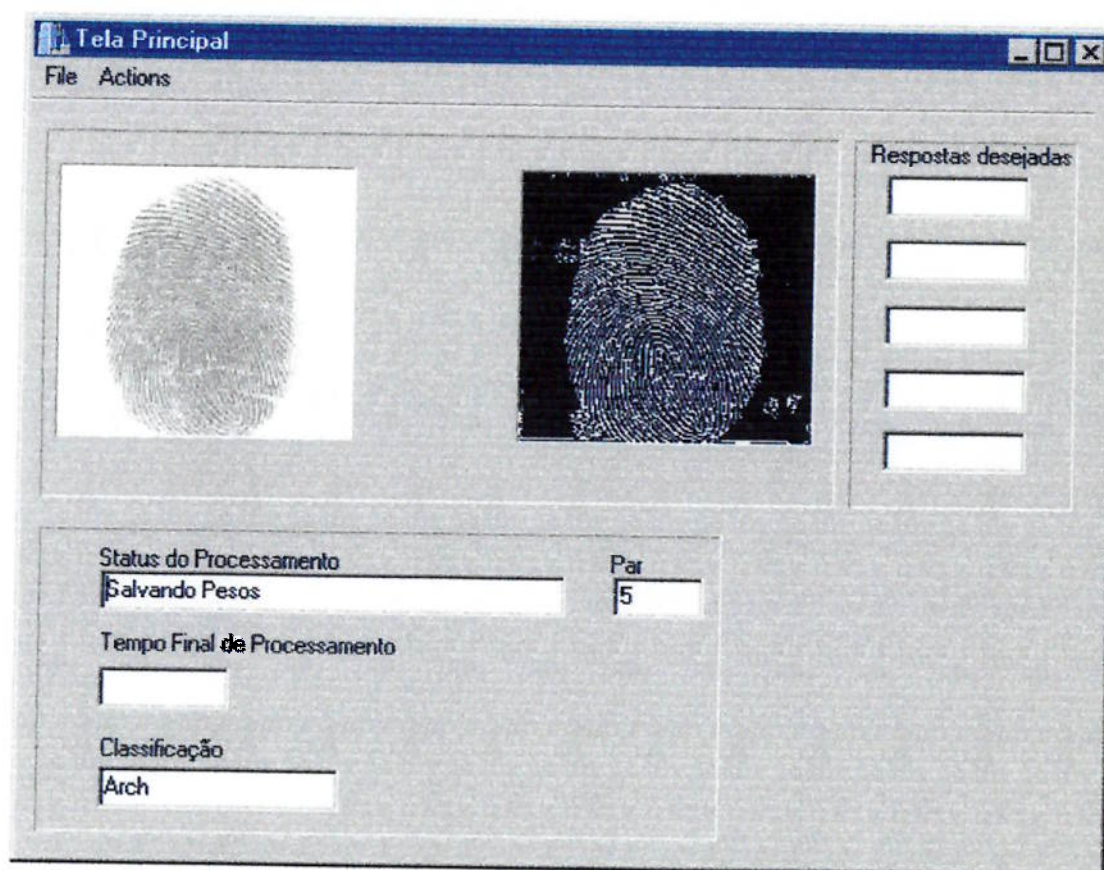 Tela Principal
File Actions
Respostas desejadas
Status do Processamento
Salvando Pesos
Par
5
Tempo Final de Processamento
Classificação
Arch